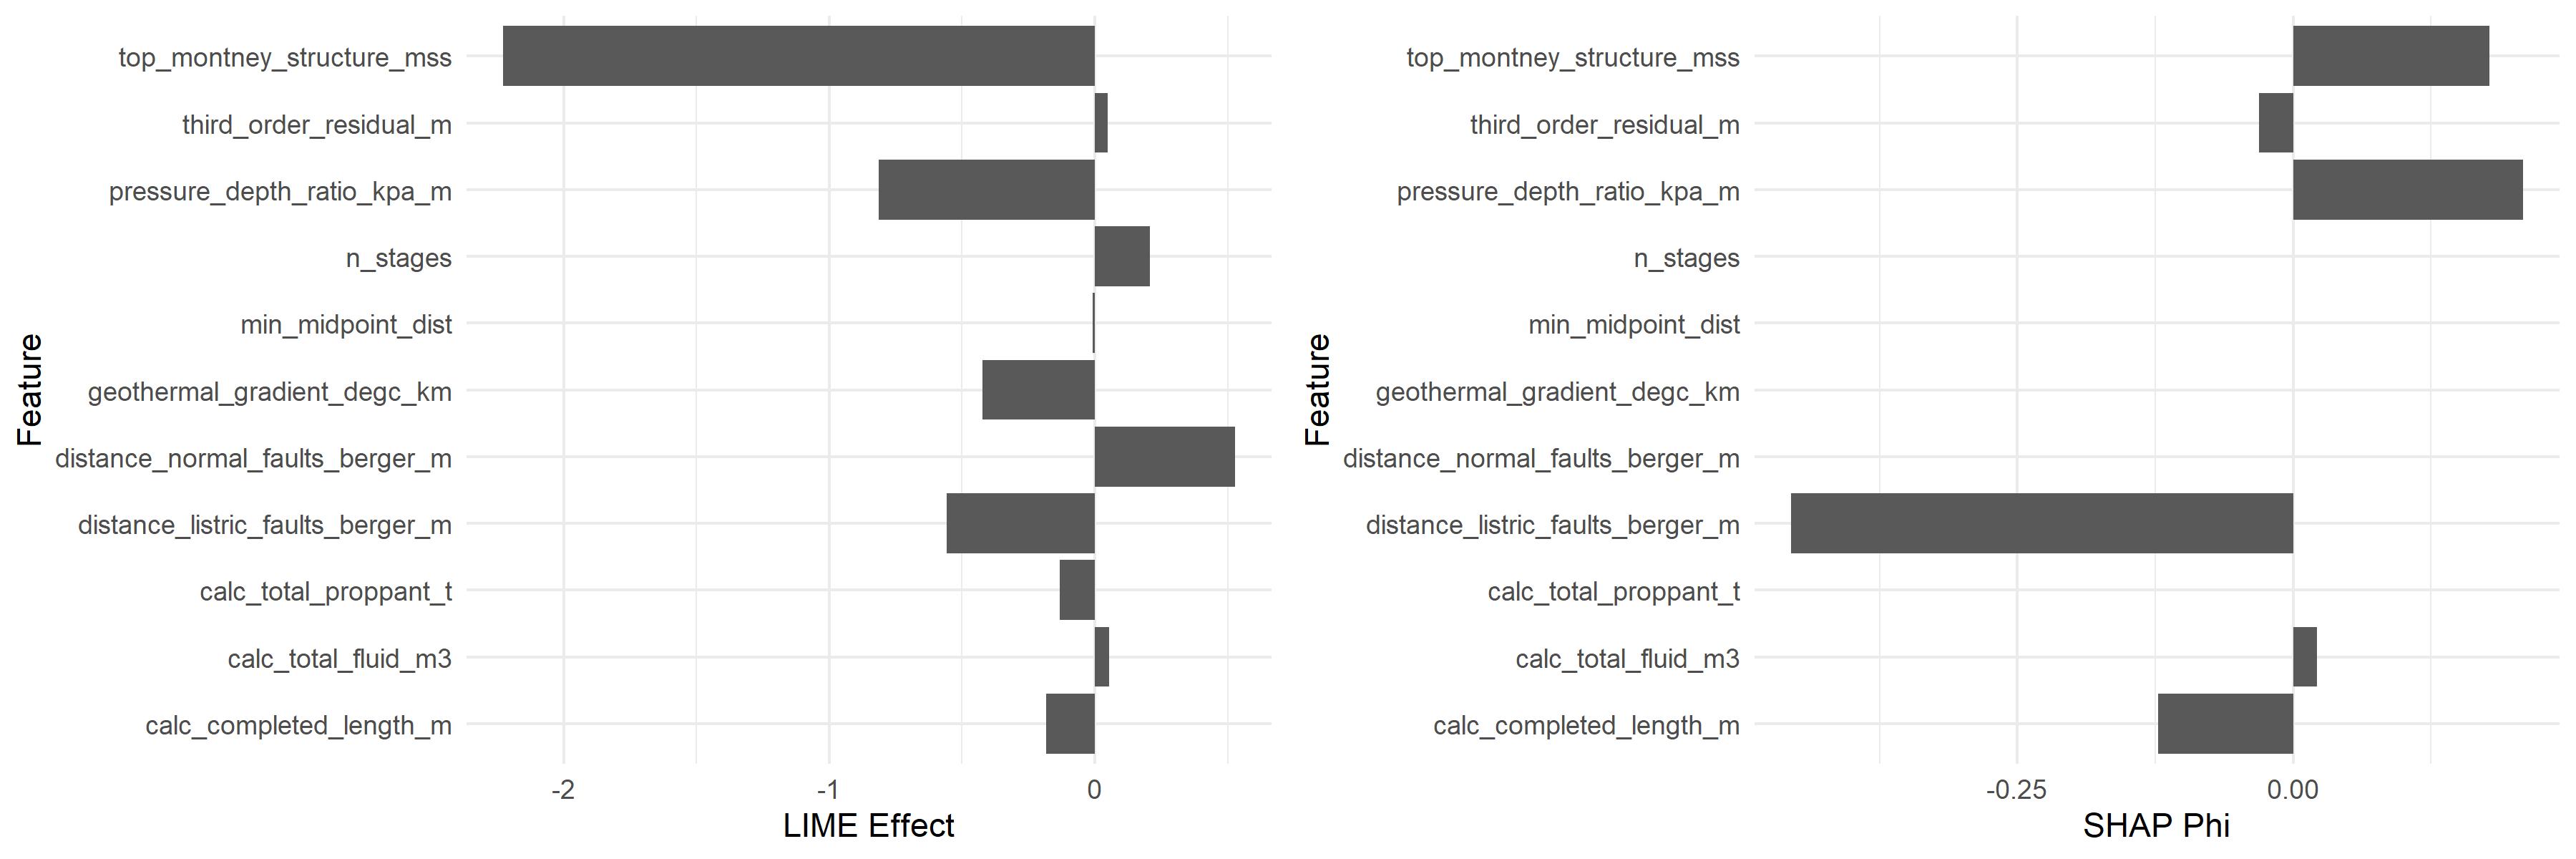 Feature
top_montney_structure_mss
third_order_residual_m
pressure_depth_ratio_kpa_m
n_stages
min_midpoint_dist
geothermal_gradient_degc_km
distance_normal_faults_berger_m
distance_listric_faults_berger_m
calc_total_proppant_t
calc_total_fluid_m3
calc_completed_length_m
-2 -1 0
LIME Effect
Feature
top_montney_structure_mss
third_order_residual_m
pressure_depth_ratio_kpa_m
n_stages
min_midpoint_dist
geothermal_gradient_degc_km
distance_normal_faults_berger_m
distance_listric_faults_berger_m
calc_total_proppant_t
calc_total_fluid_m3
calc_completed_length_m
-0.25 0.00
SHAP Phi